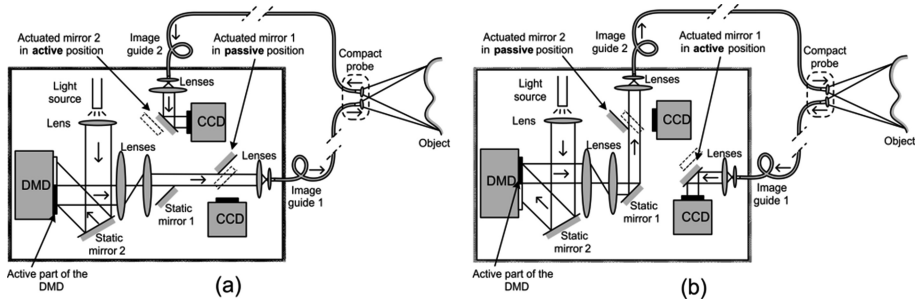 Actuated mirror 2
in active position
Image
guide 2
Actuated mirror 1
in passive position
Compact
probe
Light
source
Lenses
Lens
CCD
Object
Lenses
Lenses
DMD
Static
mirror 1
CCD
Image
guide 1
Static
mirror 2
Active part of the
DMD
(a)
Actuated mirror 2
in passive position
Image
guide 2
Actuated mirror 1
in active position
Compact
probe
Light
source
Lenses
Lens
CCD
Object
Lenses
Lenses
DMD
Static
mirror 1
CCD
Image
guide 1
Static
mirror 2
Active part of the
DMD
(b)